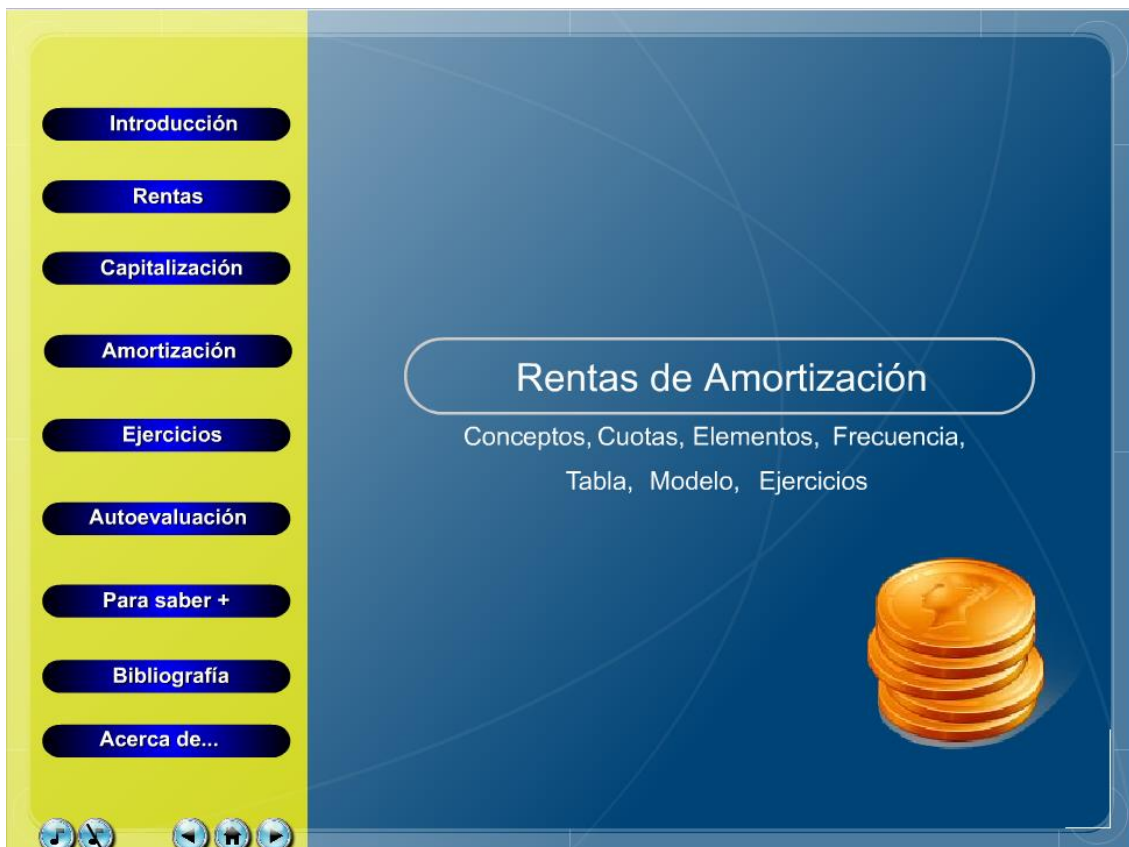 Introducción
Rentas
Capitalización
Amortización
Ejercicios
Autoevaluación
Para saber +
Bibliografía
Acerca de...
Rentas de Amortización
Conceptos, Cuotas, Elementos, Frecuencia,
Tabla, Modelo, Ejercicios